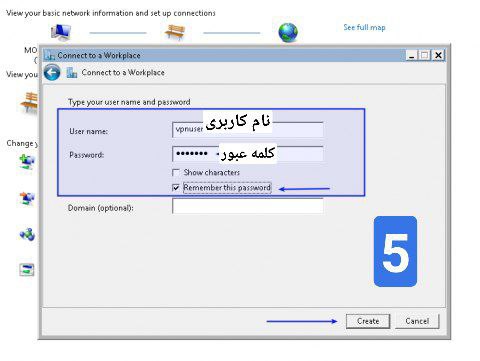 View your basic network information and set up connections
See full map
MO
Connect to a Workplace
(
Connect to a Workplace
View you
Type your user name and password
User name: vpnuser نام کاربری
Password: ••••••• کلمه عبور
Show characters
Change y
Remember this password
Domain (optional):
5
Create Cancel